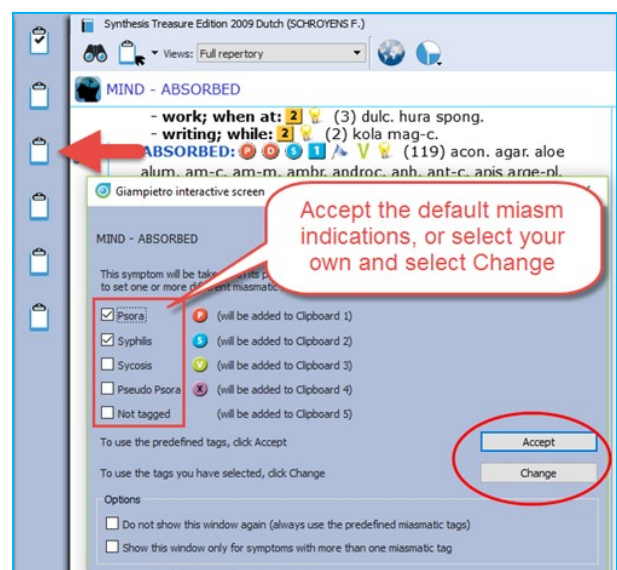 Synthesis Treasure Edition 2009 Dutch (SCHROYENS F.)
Views: Full repertory
MIND - ABSORBED
- work; when at: 2 (3) dulc. hura spong.
- writing; while: 2 (2) kola mag-c.
ABSORBED: P D S 1 V (119) acon. agar. aloe
alum. am-c. am-m. ambr. androc. anh. ant-c. apis arge-pl.
Giampietro interactive screen
Accept the default miasm
indications, or select your
own and select Change
MIND - ABSORBED
This symptom will be
to set one or more
Psora P (will be added to Clipboard 1)
Syphilis S (will be added to Clipboard 2)
Sycosis V (will be added to Clipboard 3)
Pseudo Psora X (will be added to Clipboard 4)
Not tagged (will be added to Clipboard 5)
To use the predefined tags, click Accept
Accept
To use the tags you have selected, click Change
Change
Options
Do not show this window again (always use the predefined miasmatic tags)
Show this window only for symptoms with more than one miasmatic tag